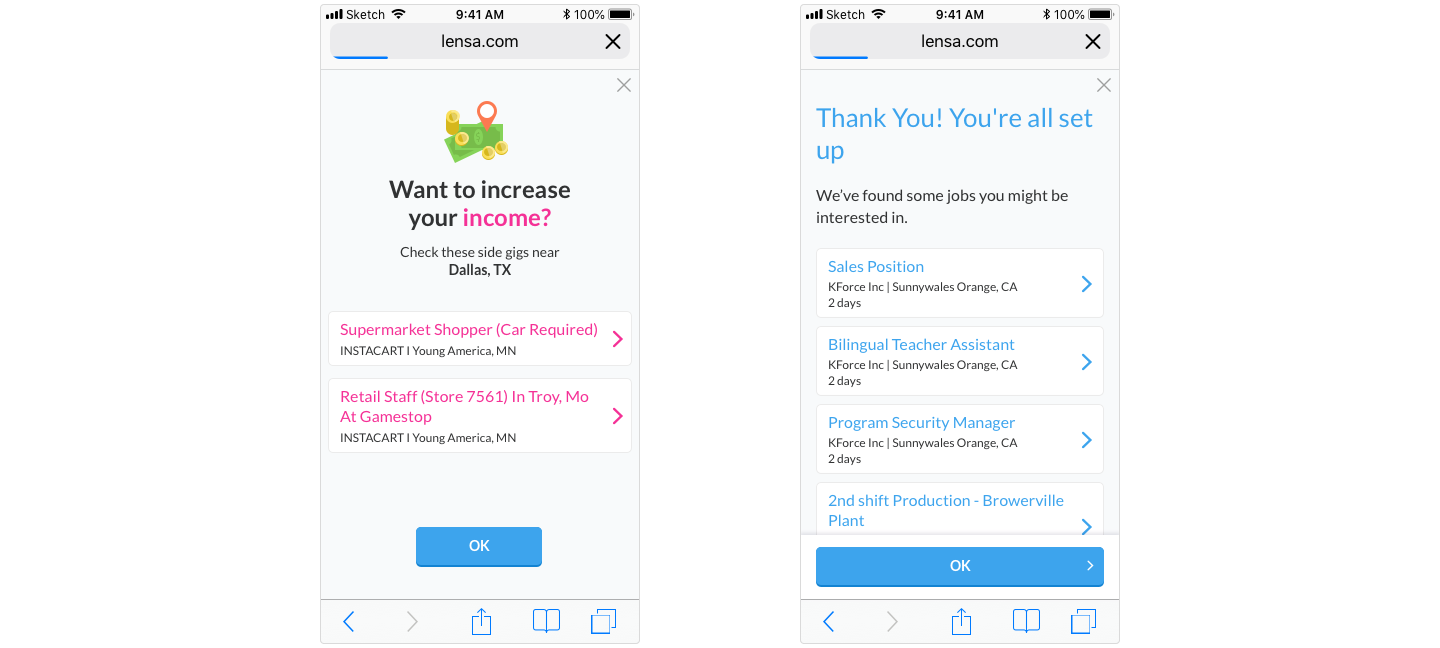 Sketch 9:41 AM 100%
lensa.com
Want to increase
your income?
Check these side gigs near
Dallas, TX
Supermarket Shopper (Car Required)
INSTACART I Young America, MN
Retail Staff (Store 7561) In Troy, Mo
At Gamestop
INSTACART I Young America, MN
OK
Sketch 9:41 AM 100%
lensa.com
Thank You! You're all set
up
We’ve found some jobs you might be
interested in.
Sales Position
KForce Inc | Sunnywales Orange, CA
2 days
Bilingual Teacher Assistant
KForce Inc | Sunnywales Orange, CA
2 days
Program Security Manager
KForce Inc | Sunnywales Orange, CA
2 days
2nd shift Production - Browerville
Plant
OK